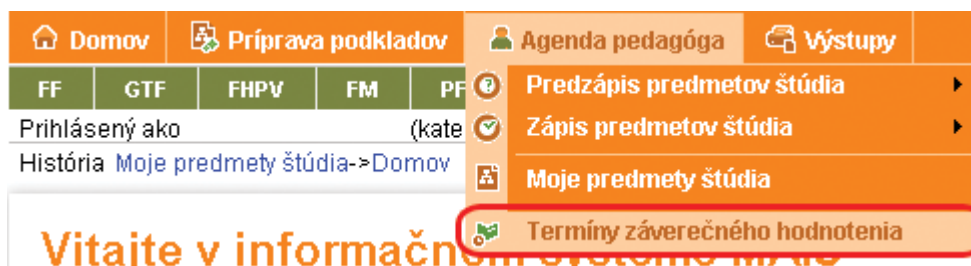 Domov Príprava podkladov Agenda pedagóga Výstupy
FF GTF FHPV FM
Predzápis predmetov štúdia
Prihlásený ako
Zápis predmetov štúdia
História Moje predmety štúdia->Domov
Moje predmety štúdia
Termíny záverečného hodnotenia
Vitajte v